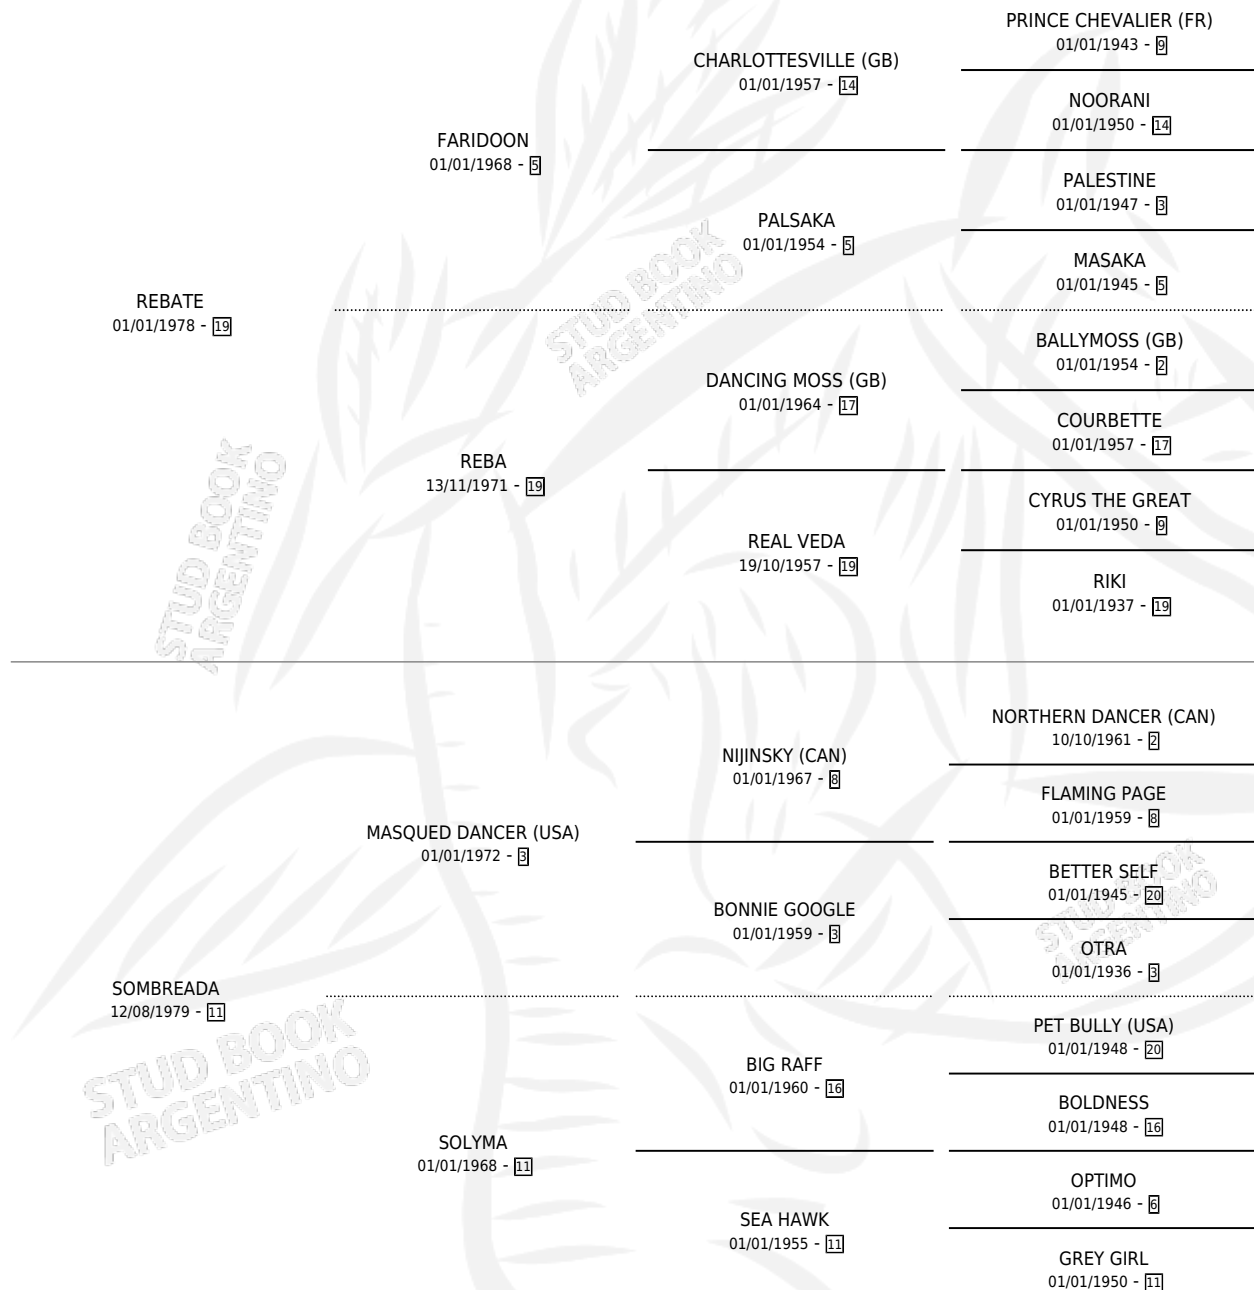 PRINCE CHEVALIER (FR)
01/01/1943 - 9
CHARLOTTESVILLE (GB)
01/01/1957 - 14
NOORANI
01/01/1950 - 14
FARIDOON
01/01/1968 - 5
PALESTINE
01/01/1947 - 3
PALSAKA
01/01/1954 - 5
MASAKA
01/01/1945 - 5
REBATE
01/01/1978 - 19
STUD BOOK
ARGENTINO
BALLYMOSS (GB)
01/01/1954 - 2
DANCING MOSS (GB)
01/01/1964 - 17
COURBETTE
01/01/1957 - 17
REBA
13/11/1971 - 19
CYRUS THE GREAT
01/01/1950 - 9
REAL VEDA
19/10/1957 - 19
RIKI
01/01/1937 - 19
STUD BOOK
ARGENTINO
NORTHERN DANCER (CAN)
10/10/1961 - 2
NIJINSKY (CAN)
01/01/1967 - 8
FLAMING PAGE
01/01/1959 - 8
MASQUED DANCER (USA)
01/01/1972 - 3
BETTER SELF
01/01/1945 - 20
BONNIE GOOGLE
01/01/1959 - 3
STUD BOOK
ARGENTINO
OTRA
01/01/1936 - 3
SOMBREADA
12/08/1979 - 11
STUD BOOK
ARGENTINO
PET BULLY (USA)
01/01/1948 - 20
BIG RAFF
01/01/1960 - 16
BOLDNESS
01/01/1948 - 16
SOLYMA
01/01/1968 - 11
OPTIMO
01/01/1946 - 6
SEA HAWK
01/01/1955 - 11
GREY GIRL
01/01/1950 - 11